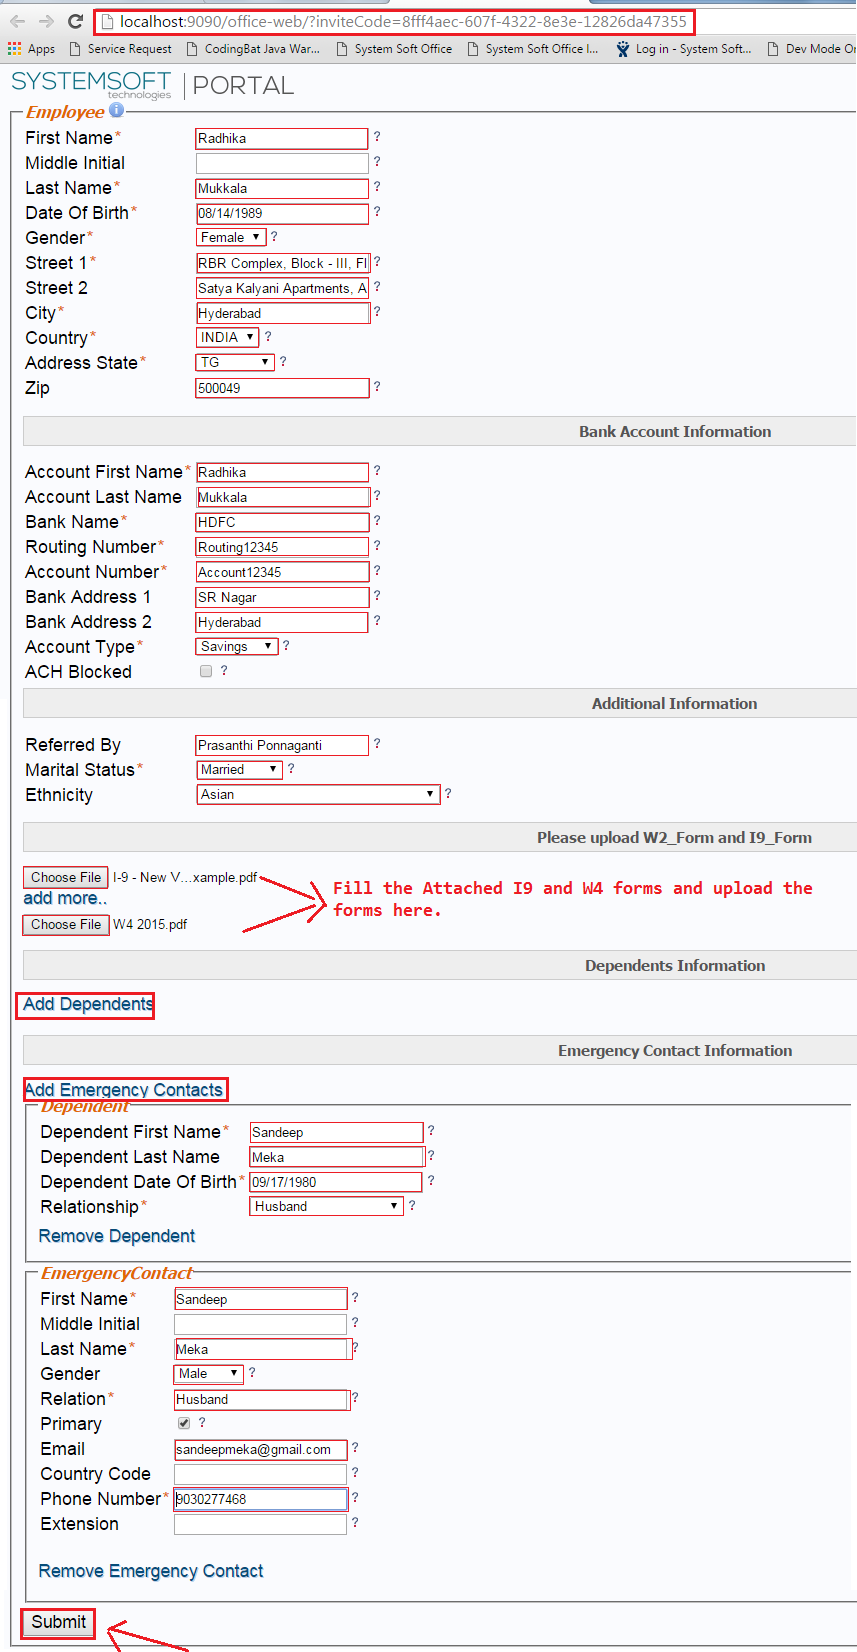 localhost:9090/office-web/?inviteCode=8fff4aec-607f-4322-8e3e-12826da47355
Apps Service Request CodingBat Java War... System Soft Office System Soft Office I... Log in - System Soft... Dev Mode On
SYSTEMSOFT technologies | PORTAL
Employee i
First Name* Radhika ?
Middle Initial ?
Last Name* Mukkala ?
Date Of Birth* 08/14/1989 ?
Gender* Female ?
Street 1* RBR Complex, Block - III, Fl ?
Street 2 Satya Kalyani Apartments, A ?
City* Hyderabad ?
Country* INDIA ?
Address State* TG ?
Zip 500049 ?
Bank Account Information
Account First Name* Radhika ?
Account Last Name Mukkala ?
Bank Name* HDFC ?
Routing Number* Routing12345 ?
Account Number* Account12345 ?
Bank Address 1 SR Nagar ?
Bank Address 2 Hyderabad ?
Account Type* Savings ?
ACH Blocked ?
Additional Information
Referred By Prasanthi Ponnaganti ?
Marital Status* Married ?
Ethnicity Asian ?
Please upload W2_Form and I9_Form
Choose File I-9 - New V...xample.pdf
add more..
Choose File W4 2015.pdf
Fill the Attached I9 and W4 forms and upload the
forms here.
Dependents Information
Add Dependents
Emergency Contact Information
Add Emergency Contacts
Dependent
Dependent First Name* Sandeep ?
Dependent Last Name Meka ?
Dependent Date Of Birth* 09/17/1980 ?
Relationship* Husband ?
Remove Dependent
EmergencyContact
First Name* Sandeep ?
Middle Initial ?
Last Name* Meka ?
Gender Male ?
Relation* Husband ?
Primary ?
Email sandeepmeka@gmail.com ?
Country Code ?
Phone Number* 9030277468 ?
Extension ?
Remove Emergency Contact
Submit